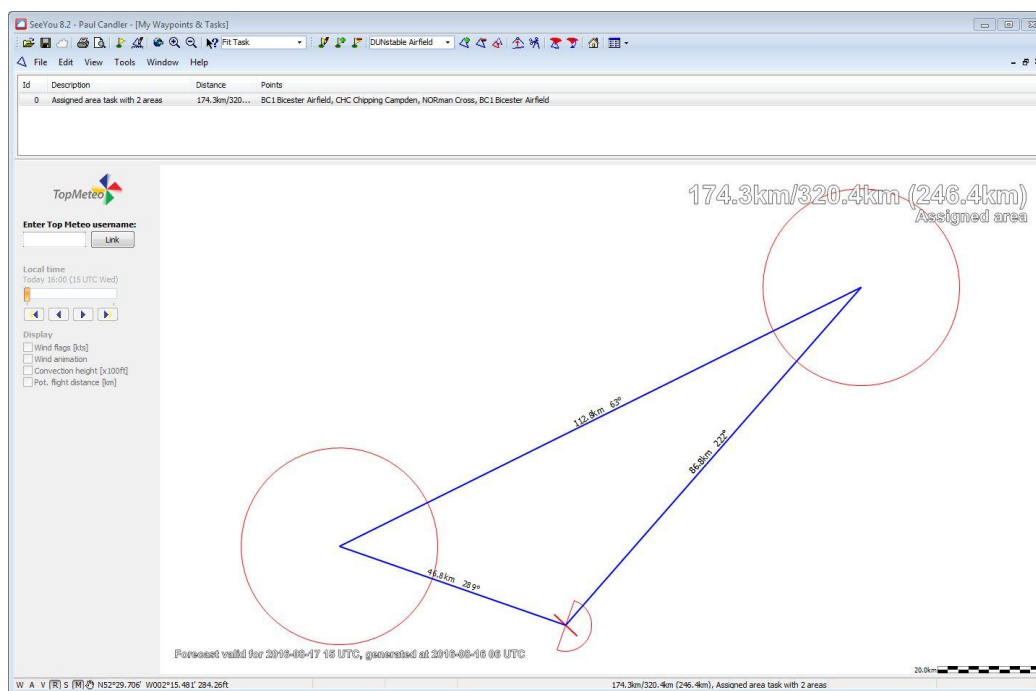 SeeYou 8.2 - Paul Candler - [My Waypoints & Tasks]
Fit Task
DUNstable Airfield
File Edit View Tools Window Help
Id Description Distance Points
0 Assigned area task with 2 areas 174.3km/320... BC1 Bicester Airfield, CHC Chipping Campden, NORman Cross, BC1 Bicester Airfield
TopMeteo
Enter Top Meteo username:
Link
Local time
Today 16:00 (15 UTC Wed)
Display
Wind flags [kts]
Wind animation
Convection height [x100ft]
Pot. flight distance [km]
174.3km/320.4km (246.4km)
Assigned area
112.8km 63°
86.8km 222°
46.8km 289°
Forecast valid for 2016-08-17 15 UTC, generated at 2016-08-16 06 UTC
20.0km
W A V R S M N52°29.706' W002°15.481' 284.26ft
174.3km/320.4km (246.4km), Assigned area task with 2 areas